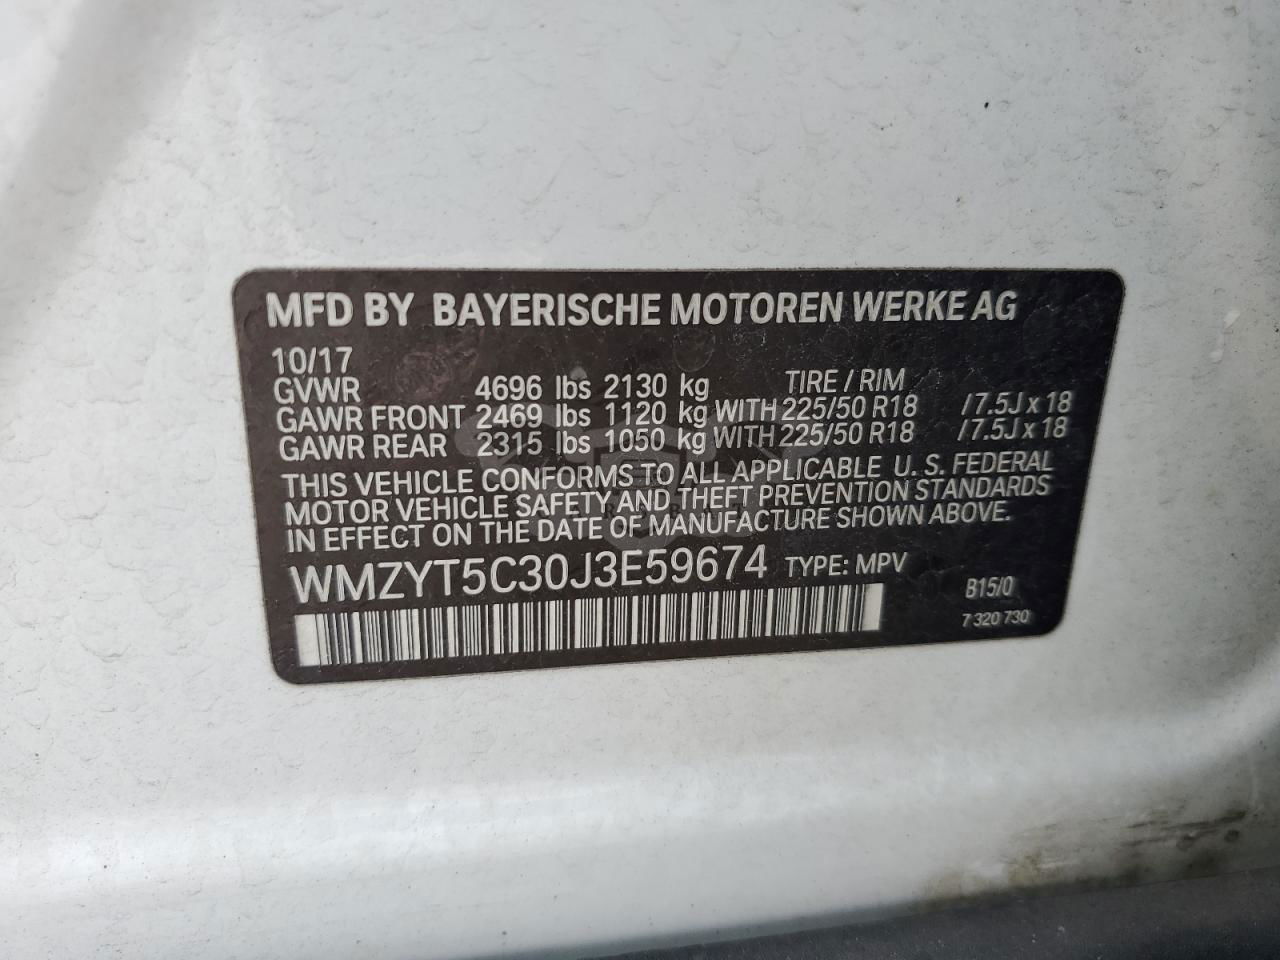 MFD BY BAYERISCHE MOTOREN WERKE AG
10/17
GVWR 4696 lbs 2130 kg TIRE / RIM
GAWR FRONT 2469 lbs 1120 kg WITH 225/50 R18 /7.5J x 18
GAWR REAR 2315 lbs 1050 kg WITH 225/50 R18 /7.5J x 18
THIS VEHICLE CONFORMS TO ALL APPLICABLE U. S. FEDERAL
MOTOR VEHICLE SAFETY AND THEFT PREVENTION STANDARDS
IN EFFECT ON THE DATE OF MANUFACTURE SHOWN ABOVE.
WMZYT5C30J3E59674 TYPE: MPV
B15/0
7 320 730